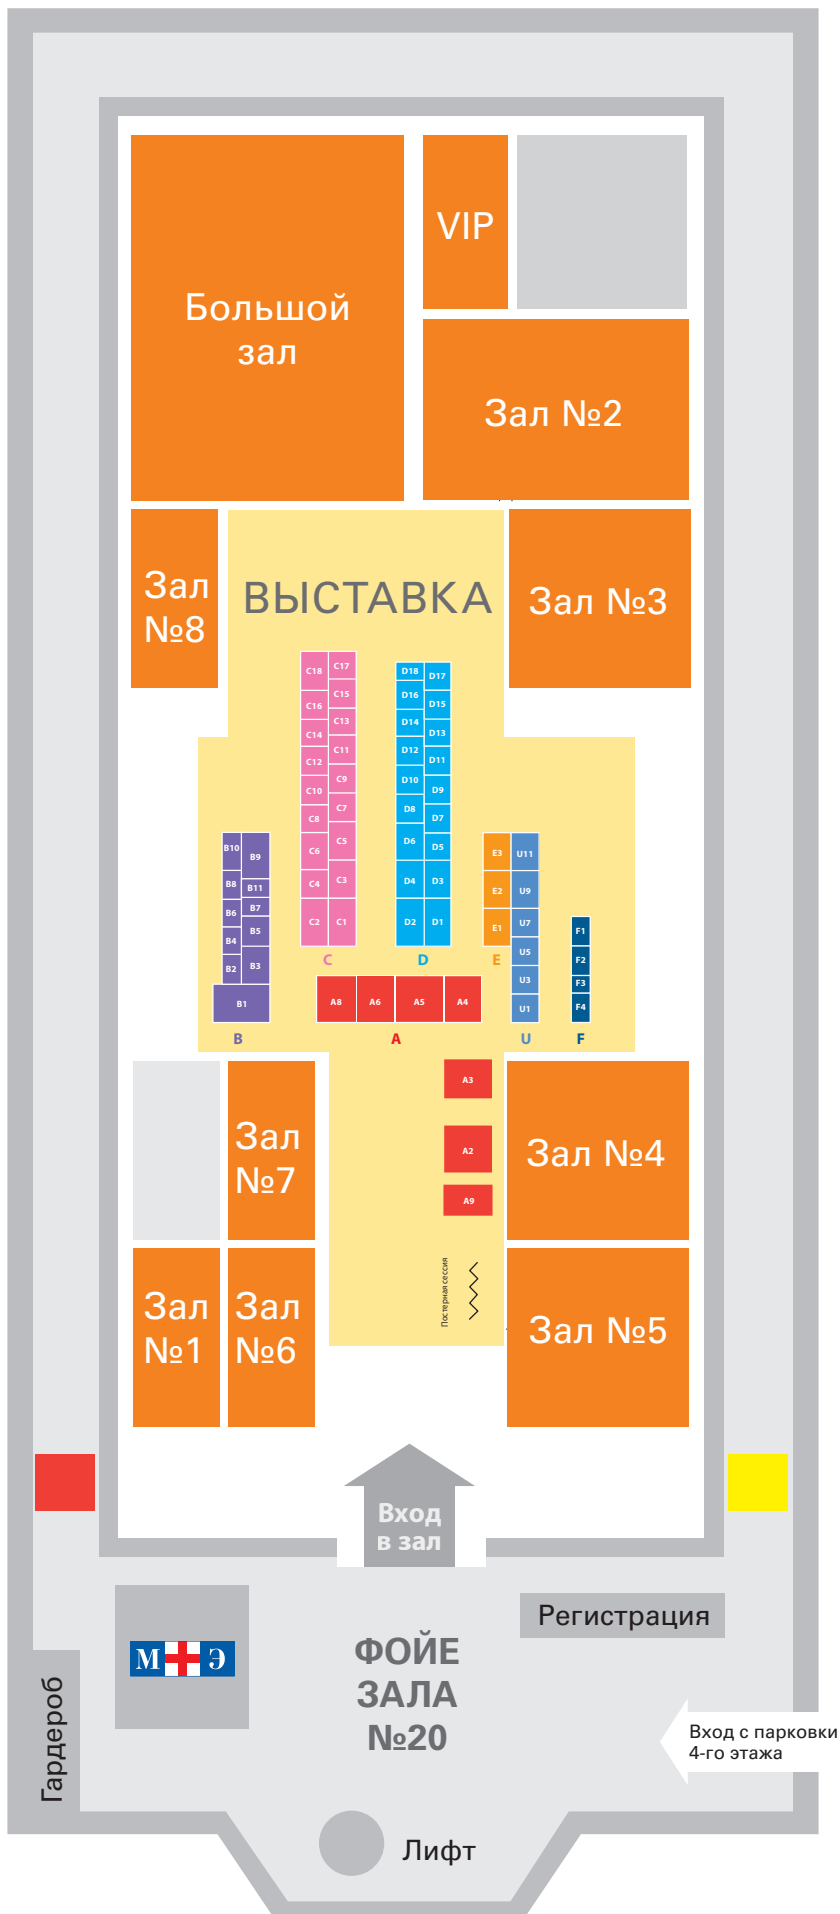 VIP
Большой
зал
Зал №2
Зал
№8
ВЫСТАВКА
Зал №3
C18 C17
C16 C15
C14 C13
C12 C11
C10 C9
C8 C7
C6 C5
C4 C3
C2 C1
C
D18 D17
D16 D15
D14 D13
D12 D11
D10 D9
D8 D7
D6 D5
D4 D3
D2 D1
D
B10 B9
B8 B11
B6 B7
B4 B5
B2 B3
B1
B
E3 U11
E2 U9
E1 U7
E
U5
U3
U1
U
F1
F2
F3
F4
F
A8 A6 A5 A4
A
A3
A2
A9
Зал
№7
Зал №4
Постерная сессия
Зал
№1
Зал
№6
Зал №5
Вход
в зал
Регистрация
М Э
ФОЙЕ
ЗАЛА
№20
Гардероб
Вход с парковки
4-го этажа
Лифт